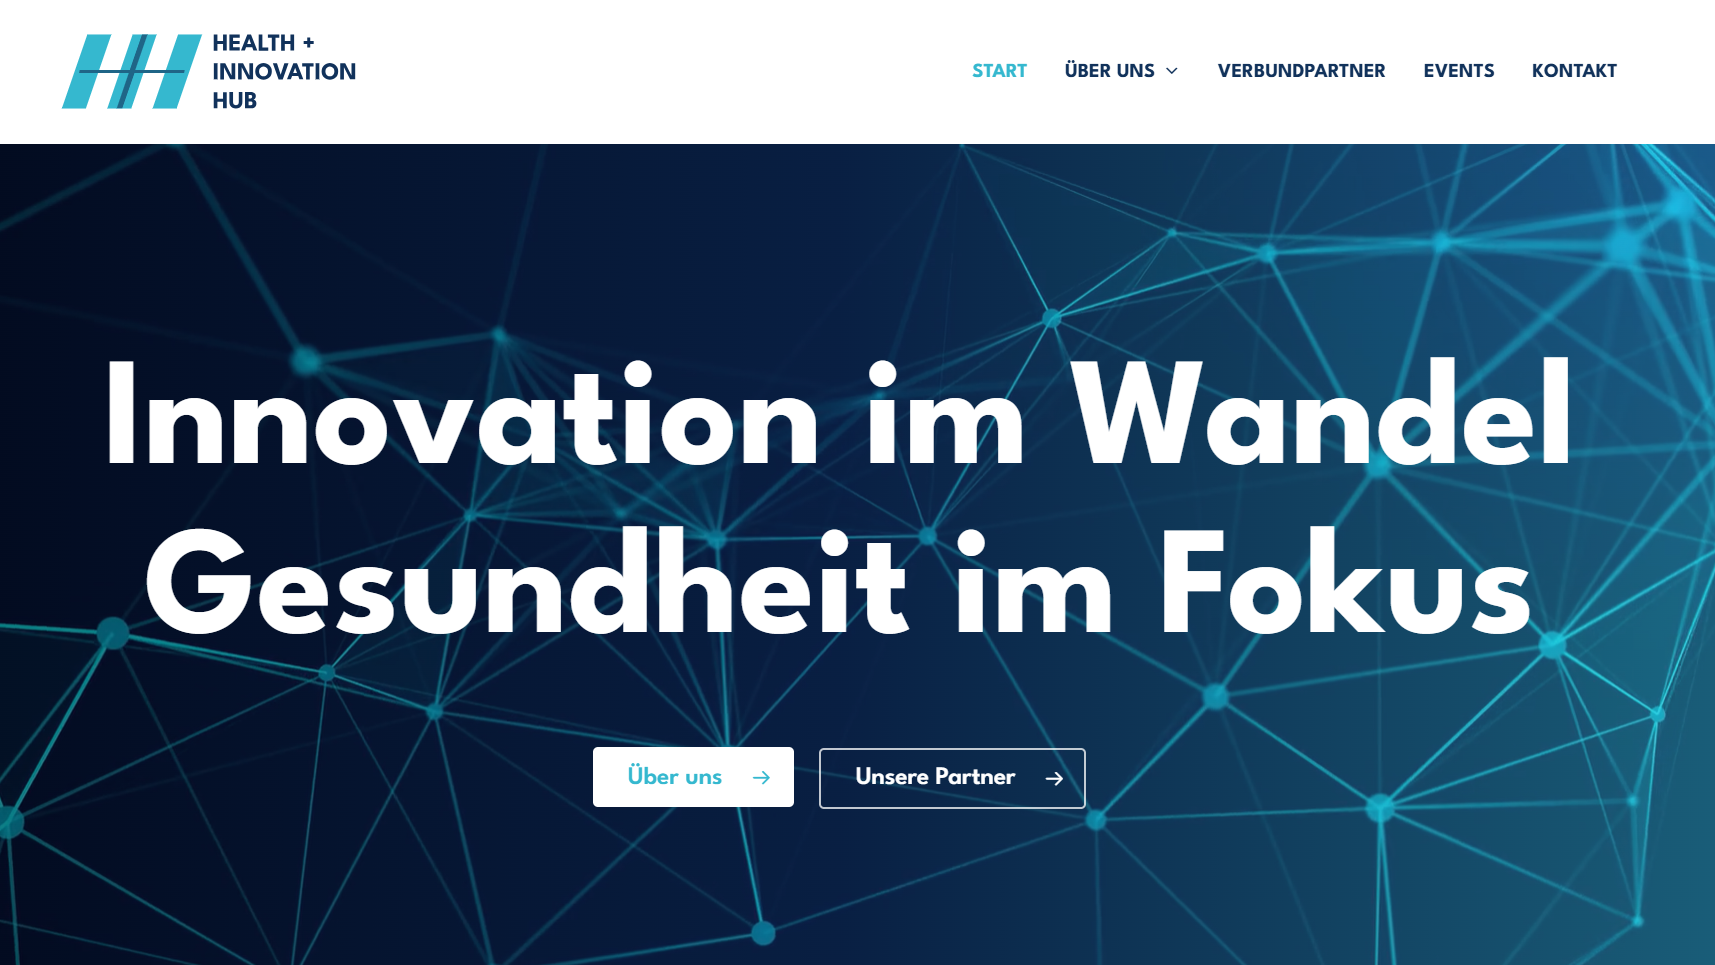 HEALTH +
INNOVATION
HUB
START ÜBER UNS VERBUNDPARTNER EVENTS KONTAKT
Innovation im Wandel
Gesundheit im Fokus
Über uns
Unsere Partner